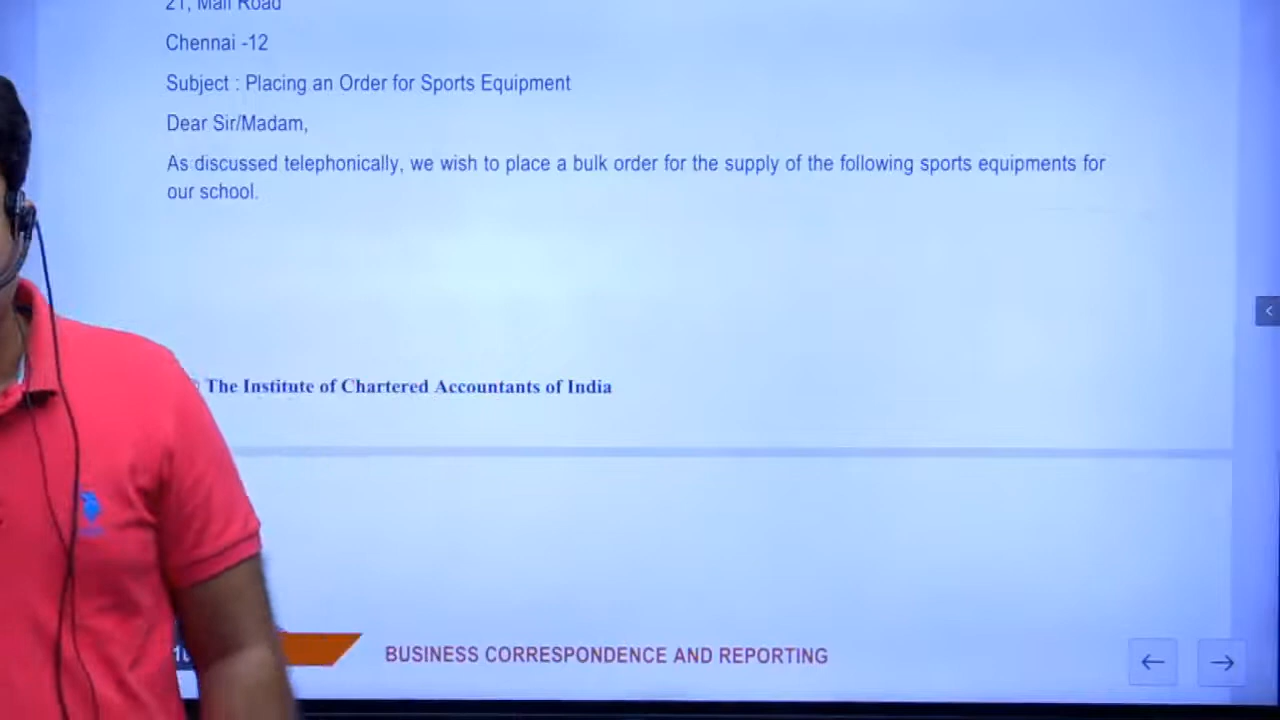 21, Mall Road
Chennai -12
Subject : Placing an Order for Sports Equipment
Dear Sir/Madam,
As discussed telephonically, we wish to place a bulk order for the supply of the following sports equipments for
our school.
The Institute of Chartered Accountants of India
BUSINESS CORRESPONDENCE AND REPORTING